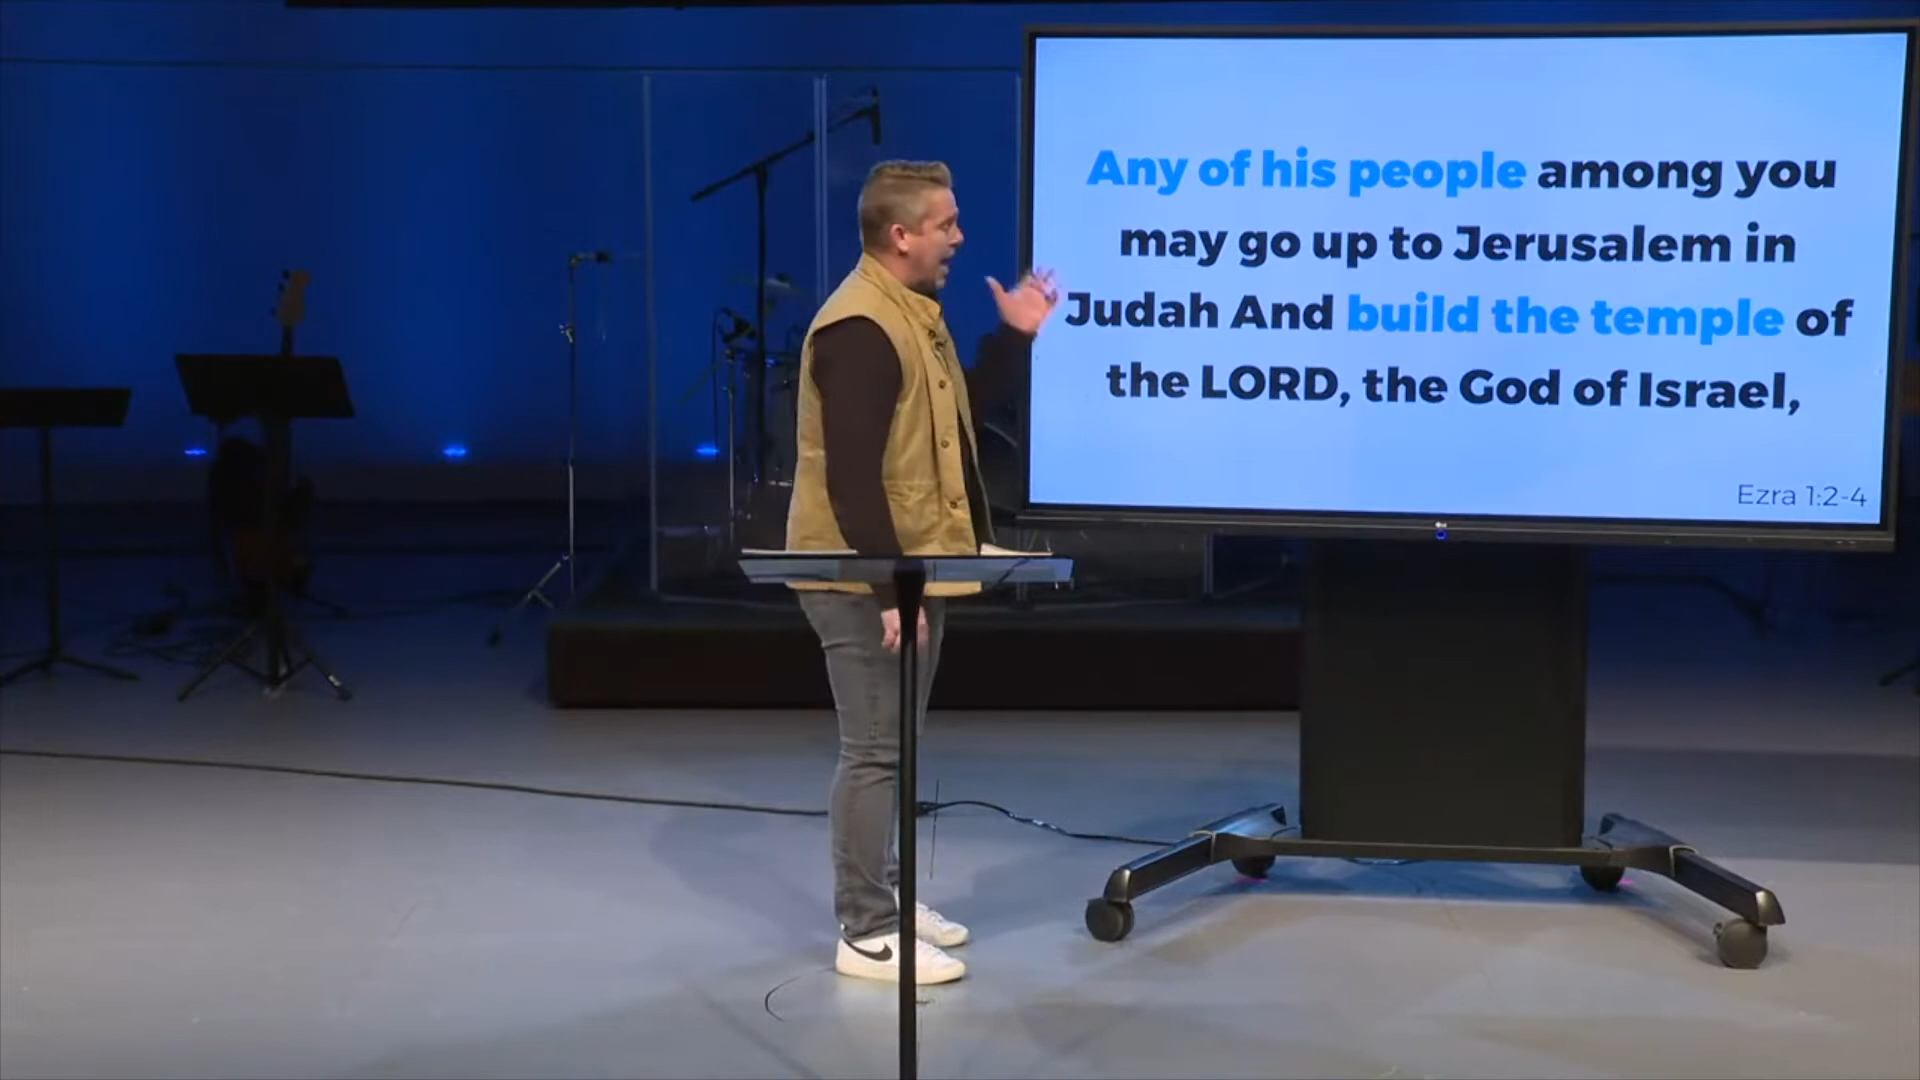 Any of his people among you
may go up to Jerusalem in
Judah And build the temple of
the LORD, the God of Israel,
Ezra 1:2-4